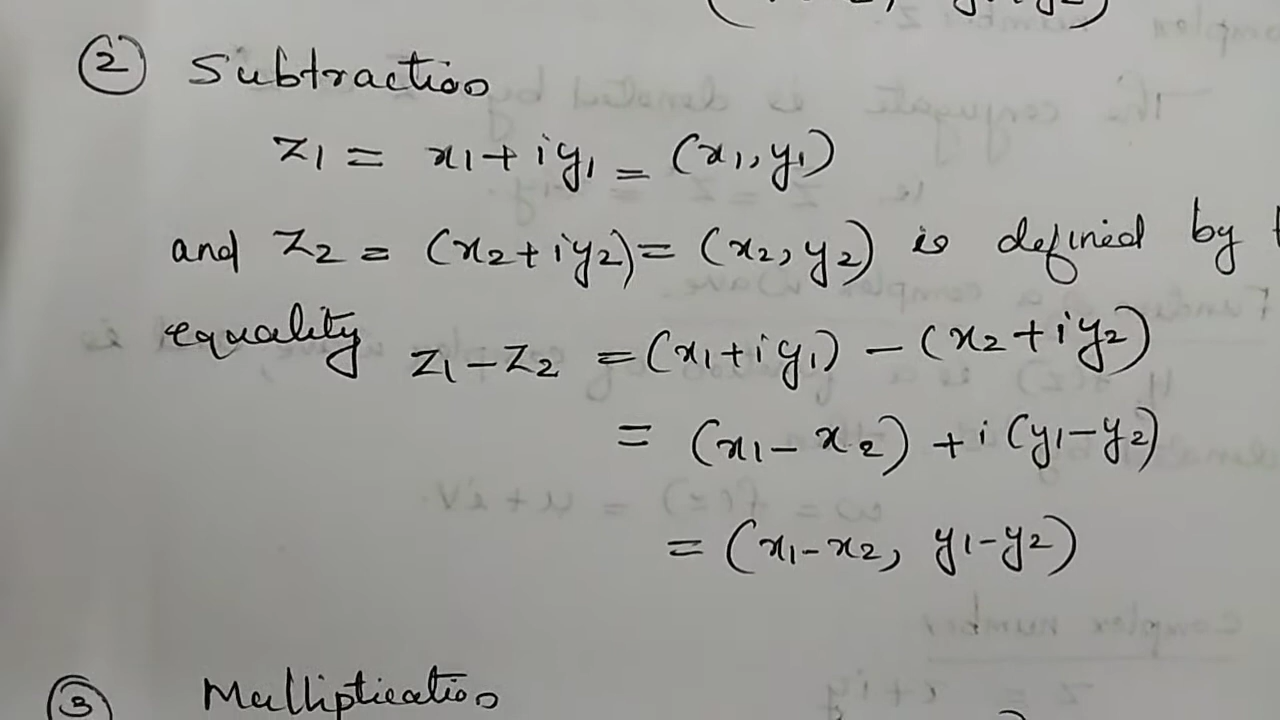 ② Subtraction
z1 = x1 + iy1 = (x1, y1)
and z2 = (x2 + iy2) = (x2, y2) is defined by
equality z1 - z2 = (x1 + iy1) - (x2 + iy2)
= (x1 - x2) + i(y1 - y2)
= (x1 - x2, y1 - y2)
③ Multiplication